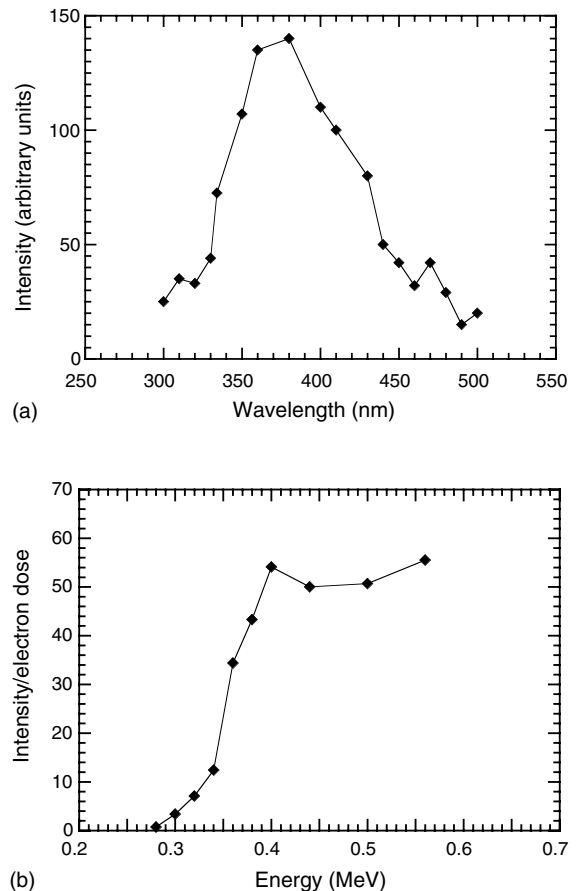 150
100
50
0
Intensity (arbitrary units)
250 300 350 400 450 500 550
Wavelength (nm)
(a)
70
60
50
40
30
20
10
0
Intensity/electron dose
0.2 0.3 0.4 0.5 0.6 0.7
Energy (MeV)
(b)